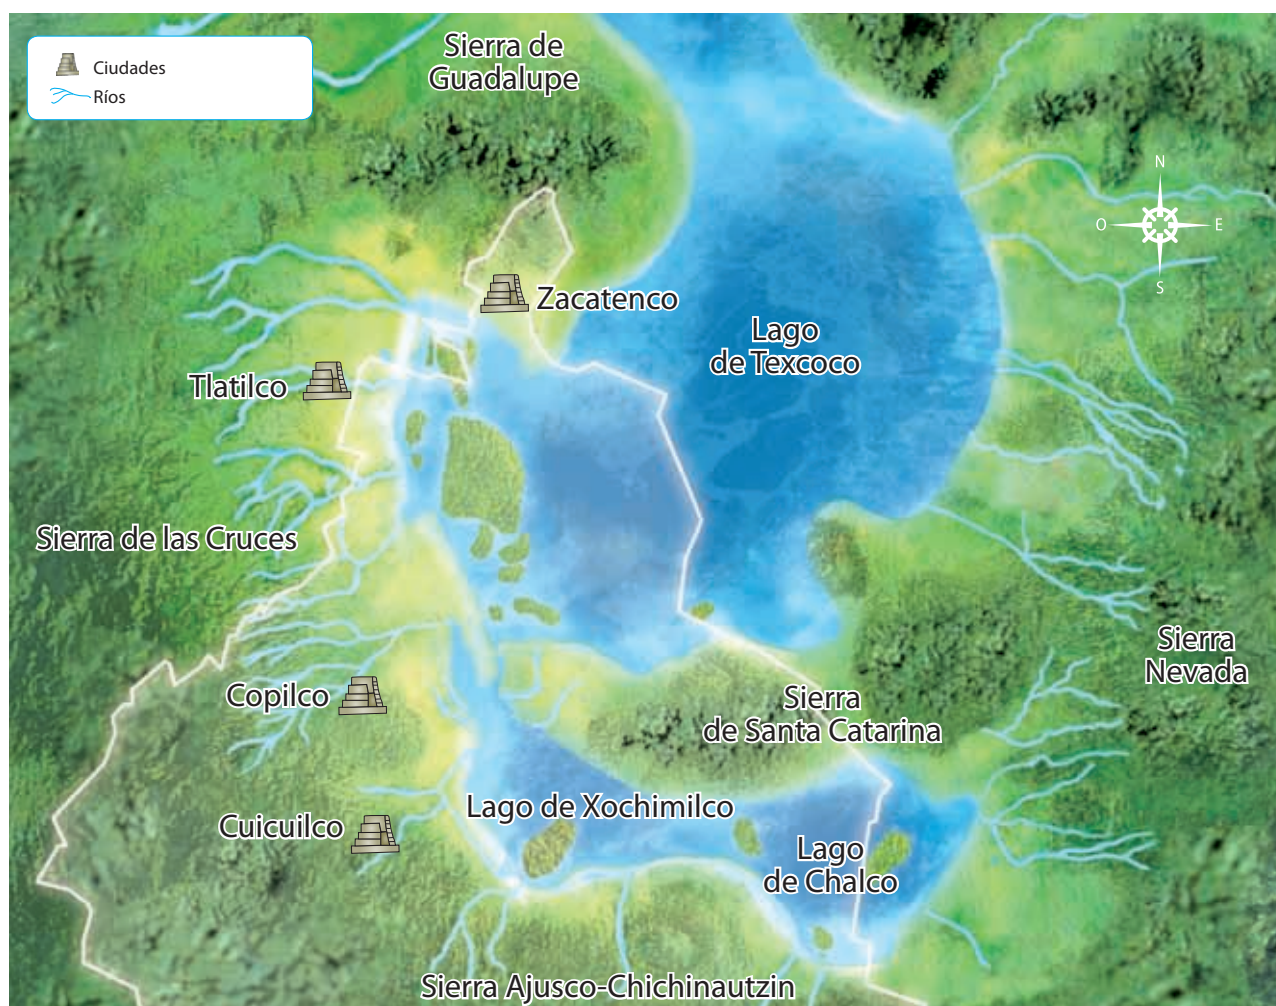 Sierra de
Guadalupe
Ciudades
Ríos
N
O
E
S
Zacatenco
Lago
de Texcoco
Tlatilco
Sierra de las Cruces
Sierra
Nevada
Copilco
Sierra
de Santa Catarina
Lago de Xochimilco
Cuicuilco
Lago
de Chalco
Sierra Ajusco-Chichinautzin